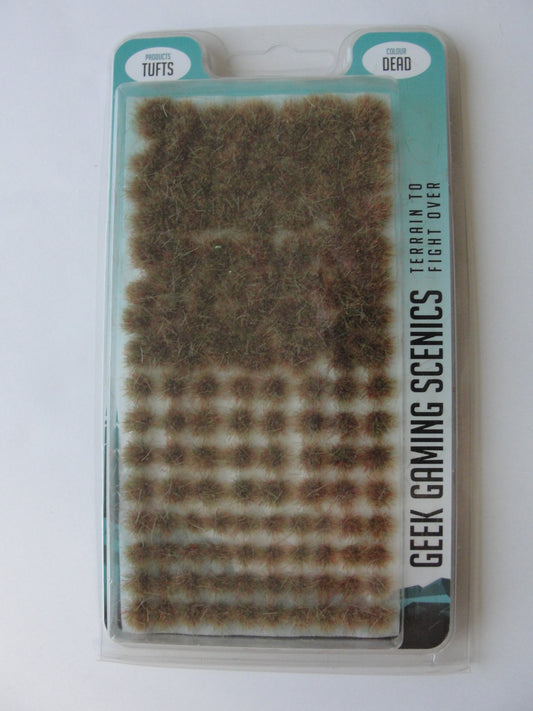 PRODUCTS
TUFTS
COLOUR
DEAD
GEEK GAMING SCENICS
TERRAIN TO
FIGHT OVER